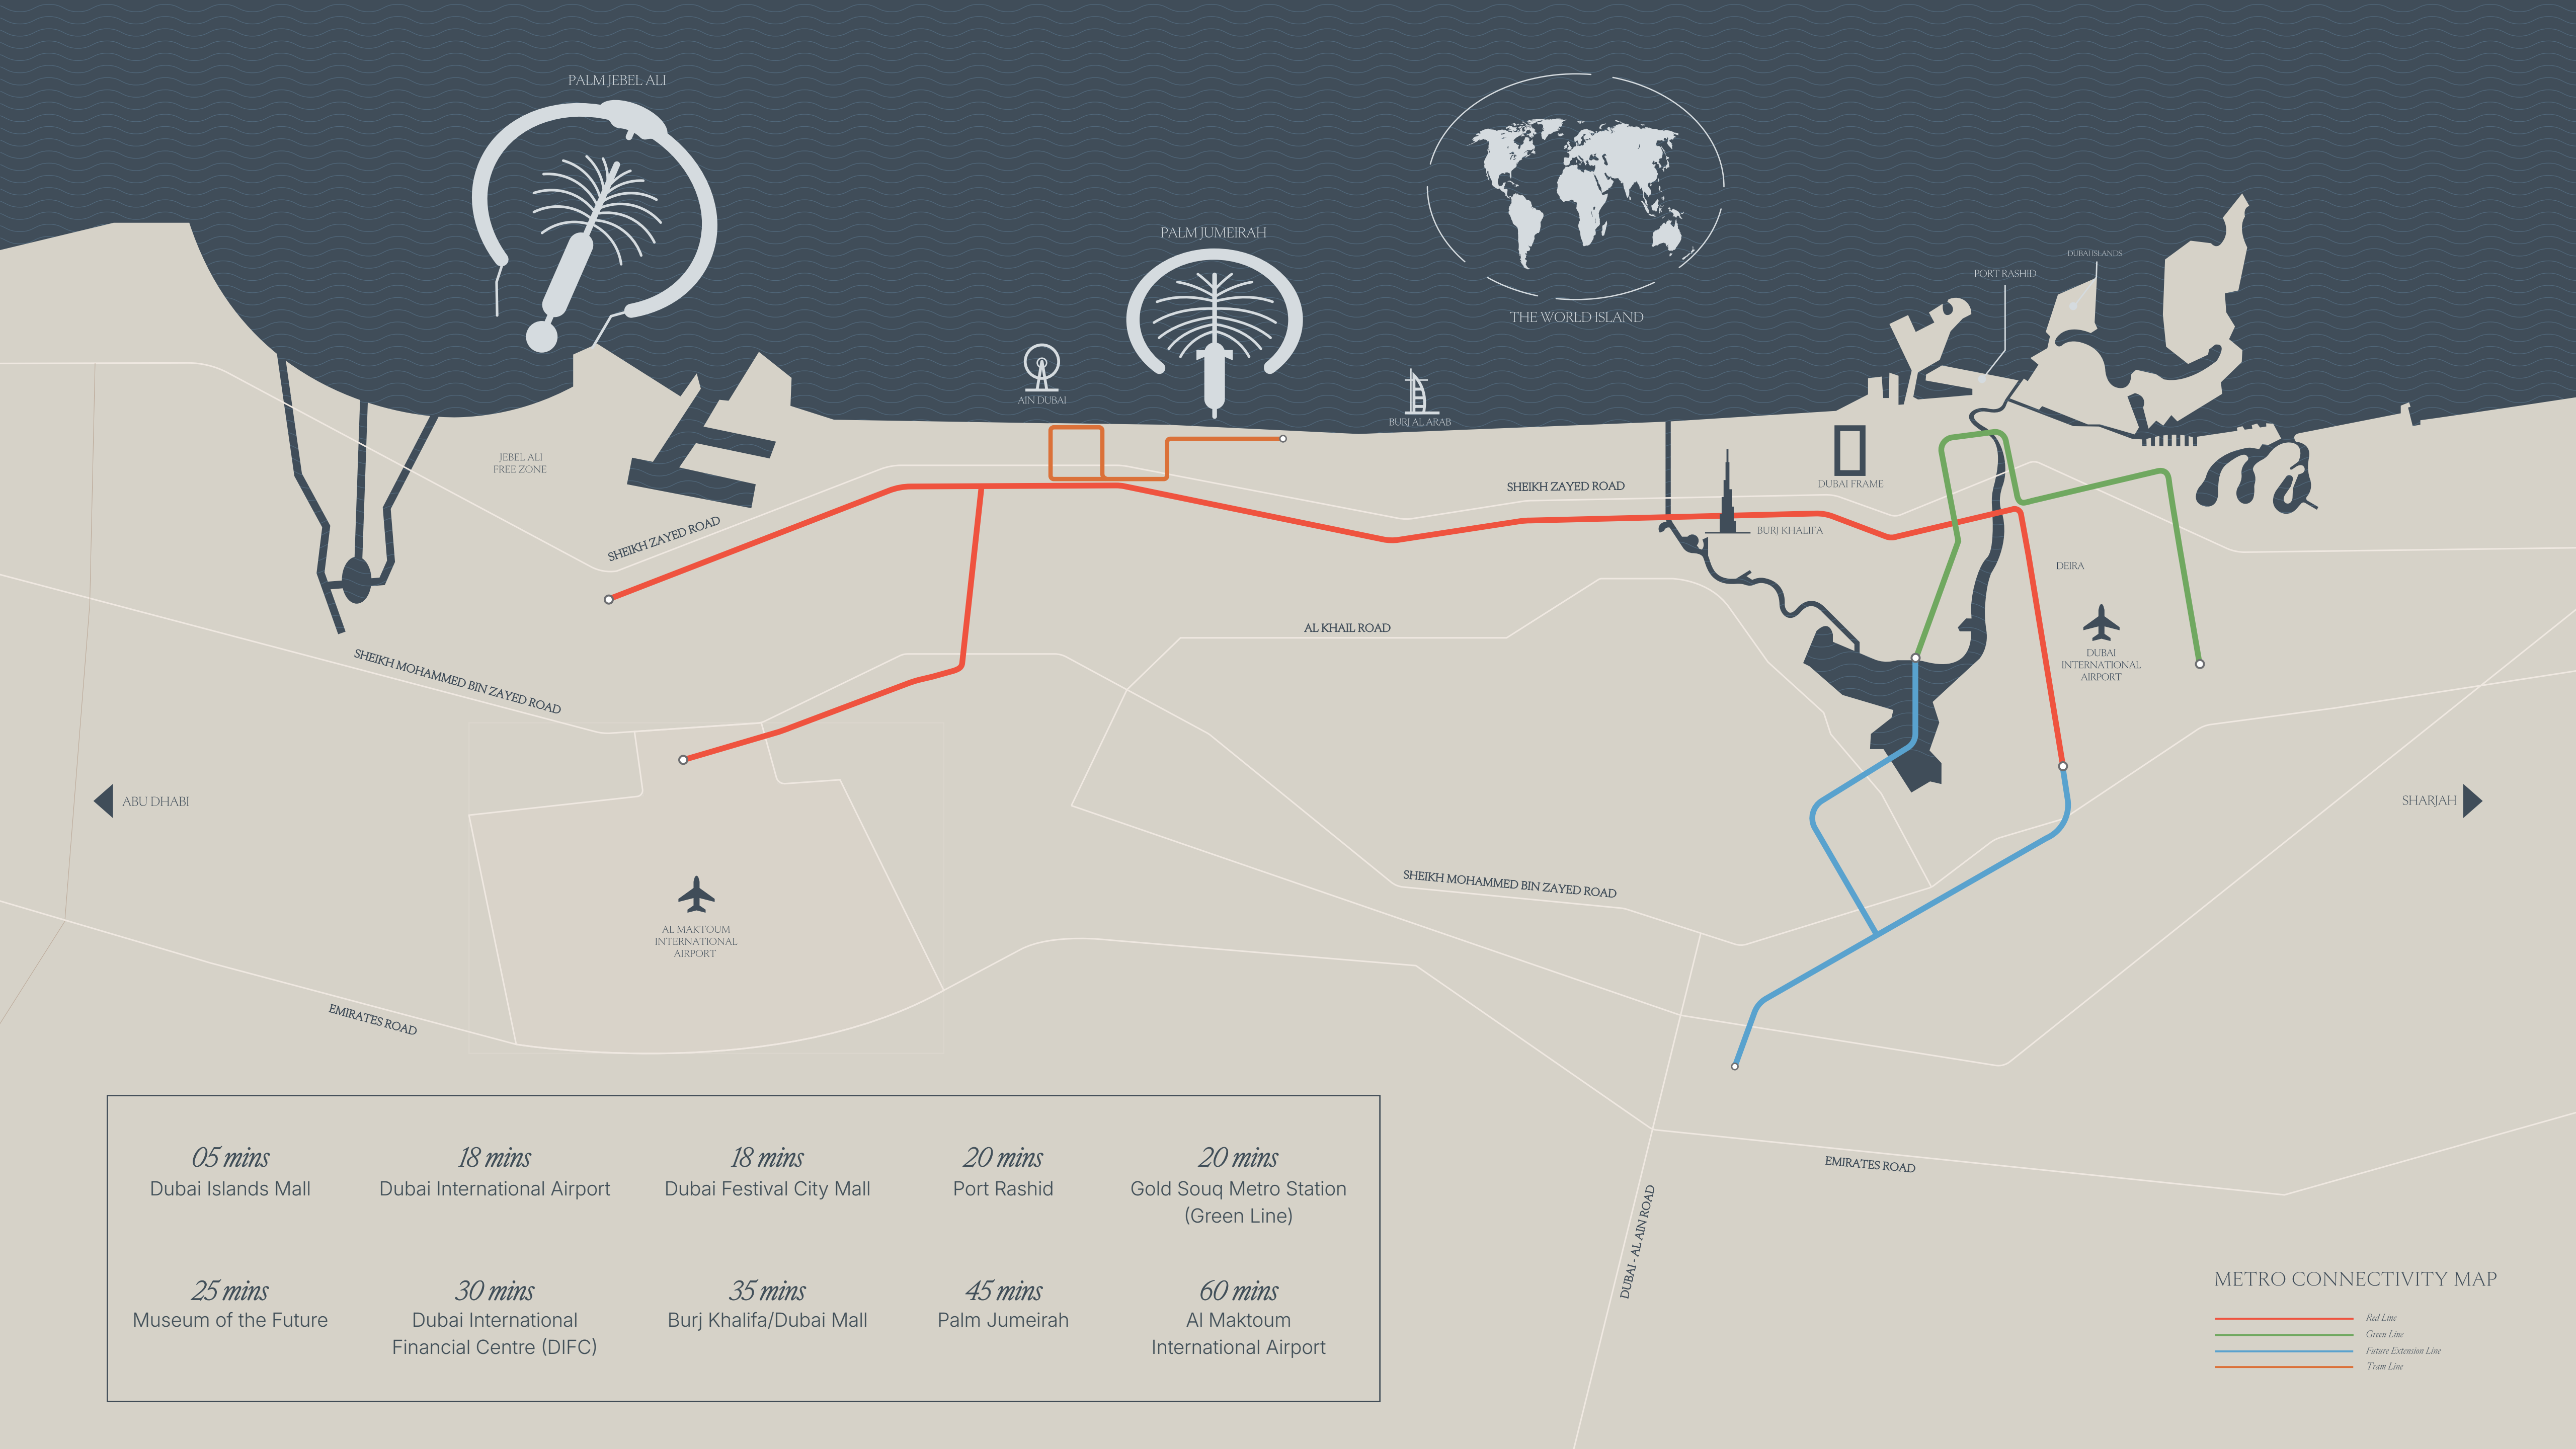 PALM JEBEL ALI
PALM JUMEIRAH
THE WORLD ISLAND
DUBAI ISLANDS
PORT RASHID
AIN DUBAI
BURJ AL ARAB
JEBEL ALI
FREE ZONE
SHEIKH ZAYED ROAD
SHEIKH ZAYED ROAD
DUBAI FRAME
BURJ KHALIFA
DEIRA
AL KHAIL ROAD
DUBAI
INTERNATIONAL
AIRPORT
SHEIKH MOHAMMED BIN ZAYED ROAD
ABU DHABI
SHARJAH
SHEIKH MOHAMMED BIN ZAYED ROAD
AL MAKTOUM
INTERNATIONAL
AIRPORT
EMIRATES ROAD
EMIRATES ROAD
DUBAI - AL AIN ROAD
05 mins
Dubai Islands Mall
18 mins
Dubai International Airport
18 mins
Dubai Festival City Mall
20 mins
Port Rashid
20 mins
Gold Souq Metro Station
(Green Line)
25 mins
Museum of the Future
30 mins
Dubai International
Financial Centre (DIFC)
35 mins
Burj Khalifa/Dubai Mall
45 mins
Palm Jumeirah
60 mins
Al Maktoum
International Airport
METRO CONNECTIVITY MAP
Red Line
Green Line
Future Extension Line
Tram Line